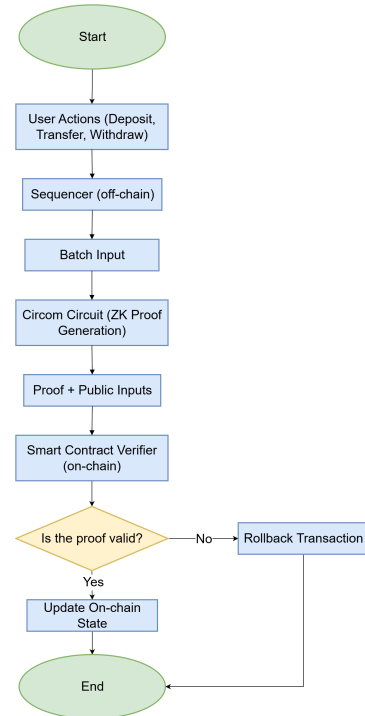 Start
User Actions (Deposit,
Transfer, Withdraw)
Sequencer (off-chain)
Batch Input
Circom Circuit (ZK Proof
Generation)
Proof + Public Inputs
Smart Contract Verifier
(on-chain)
Is the proof valid?
No
Rollback Transaction
Yes
Update On-chain
State
End